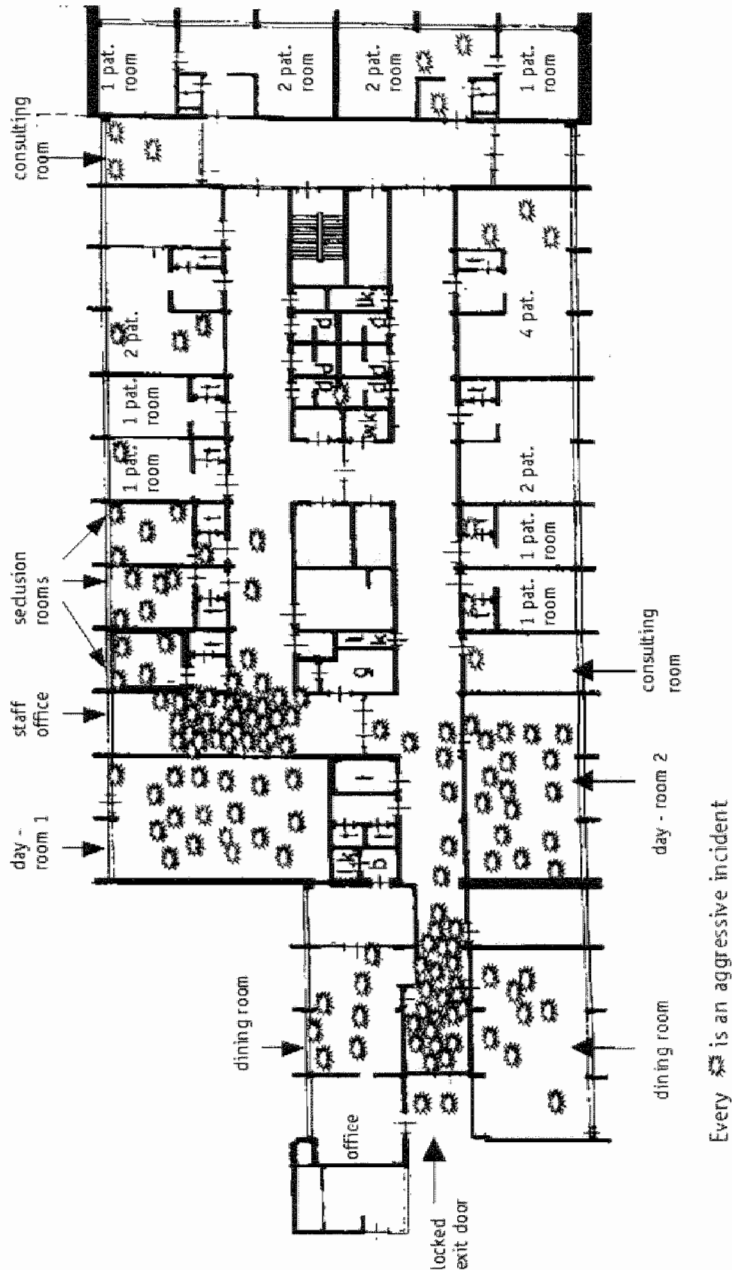 day -
room 1
staff
office
seclusion
rooms
consulting
room
1 pat.
room
1 pat.
room
2 pat.
1 pat.
room
t
t
t
t
t
dining room
2 pat.
room
office
l.k
b
l
g
l
k
w.k
d
d
d
d
d
d
lk
2 pat.
room
locked
exit door
t
t
t
t
1 pat.
room
1 pat.
room
2 pat.
4 pat.
1 pat.
room
dining room
day - room 2
consulting
room
Every is an aggressive incident